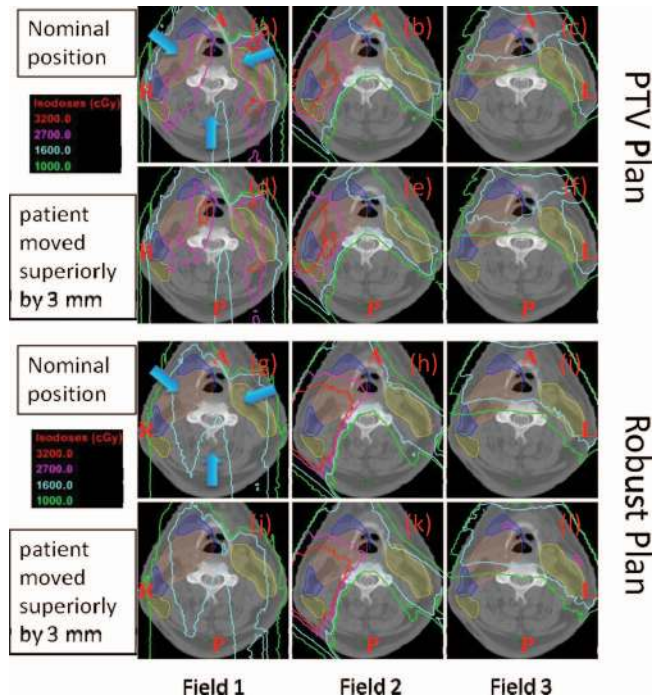 Nominal
position
A
(a)
(b)
(c)
R
L
Isodoses (cGy)
3200.0
2700.0
1600.0
1000.0
patient
moved
superiorly
by 3 mm
(d)
(e)
(f)
P
P
PTV Plan
Nominal
position
A
(g)
(h)
(i)
R
L
Isodoses (cGy)
3200.0
2700.0
1600.0
1000.0
patient
moved
superiorly
by 3 mm
(j)
(k)
(l)
R
L
P
P
Robust Plan
Field 1
Field 2
Field 3